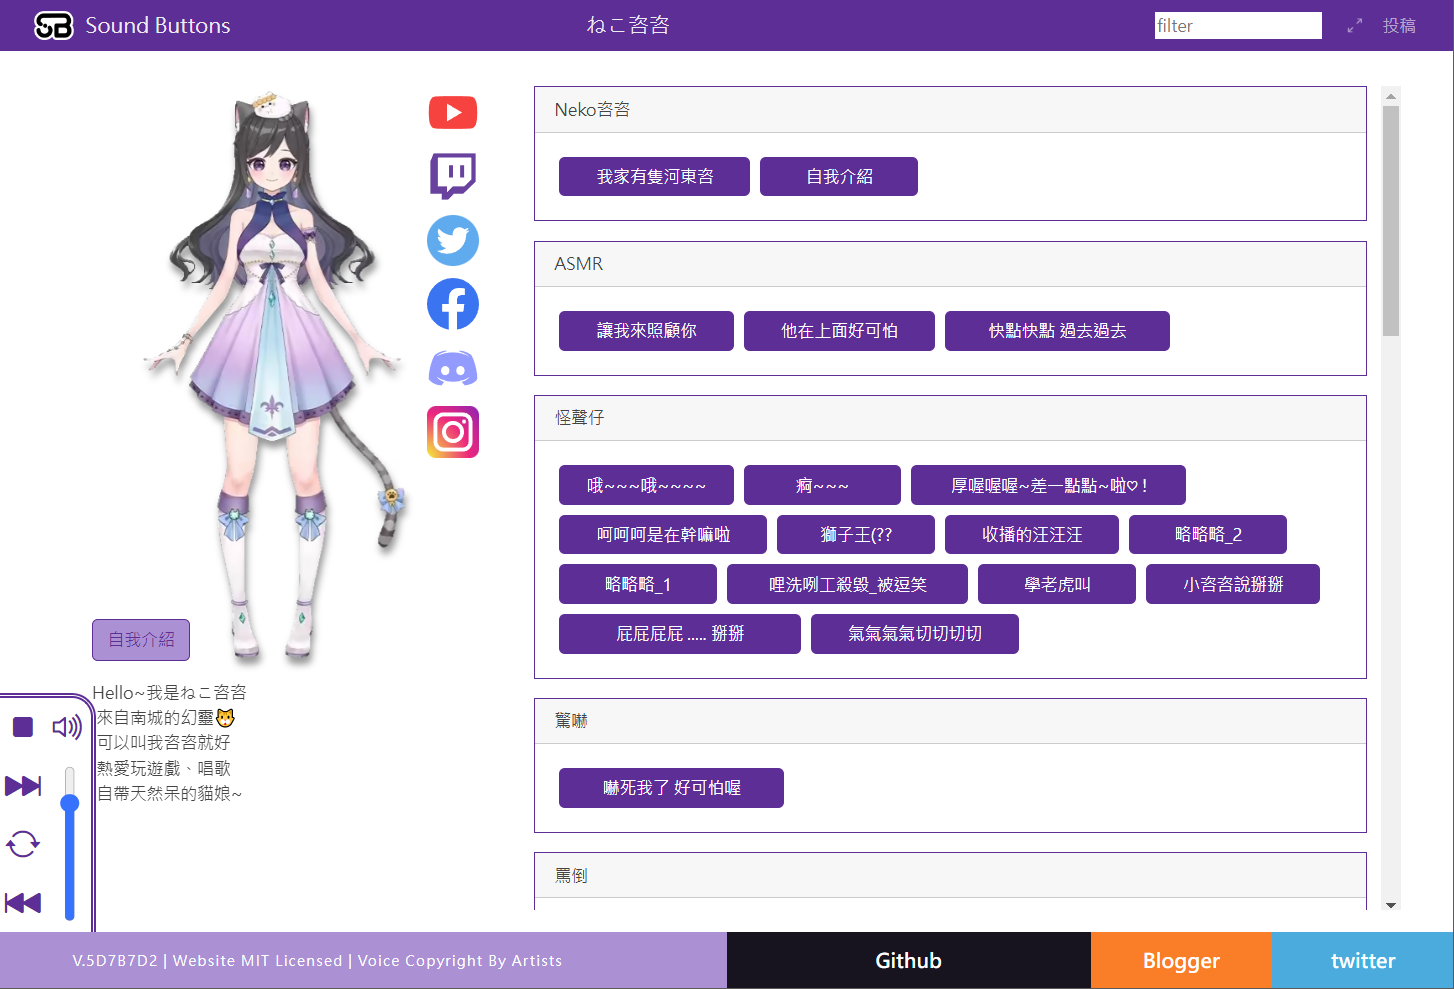 SB Sound Buttons
ねこ咨咨
filter
投稿
自我介紹
Hello~我是ねこ咨咨
來自南城的幻靈🐯
可以叫我咨咨就好
熱愛玩遊戲、唱歌
自帶天然呆的貓娘~
Neko咨咨
我家有隻河東咨 自我介紹
ASMR
讓我來照顧你 他在上面好可怕 快點快點 過去過去
怪聲仔
哦~~~哦~~~~ 痾~~~ 厚喔喔喔~差一點點~啦♡!
呵呵呵是在幹嘛啦 獅子王(?? 收播的汪汪汪 略略略_2
略略略_1 哩洗咧工殺毀_被逗笑 學老虎叫 小咨咨說掰掰
屁屁屁屁 ..... 掰掰 氣氣氣氣切切切切
驚嚇
嚇死我了 好可怕喔
罵倒
V.5D7B7D2 | Website MIT Licensed | Voice Copyright By Artists
Github
Blogger
twitter